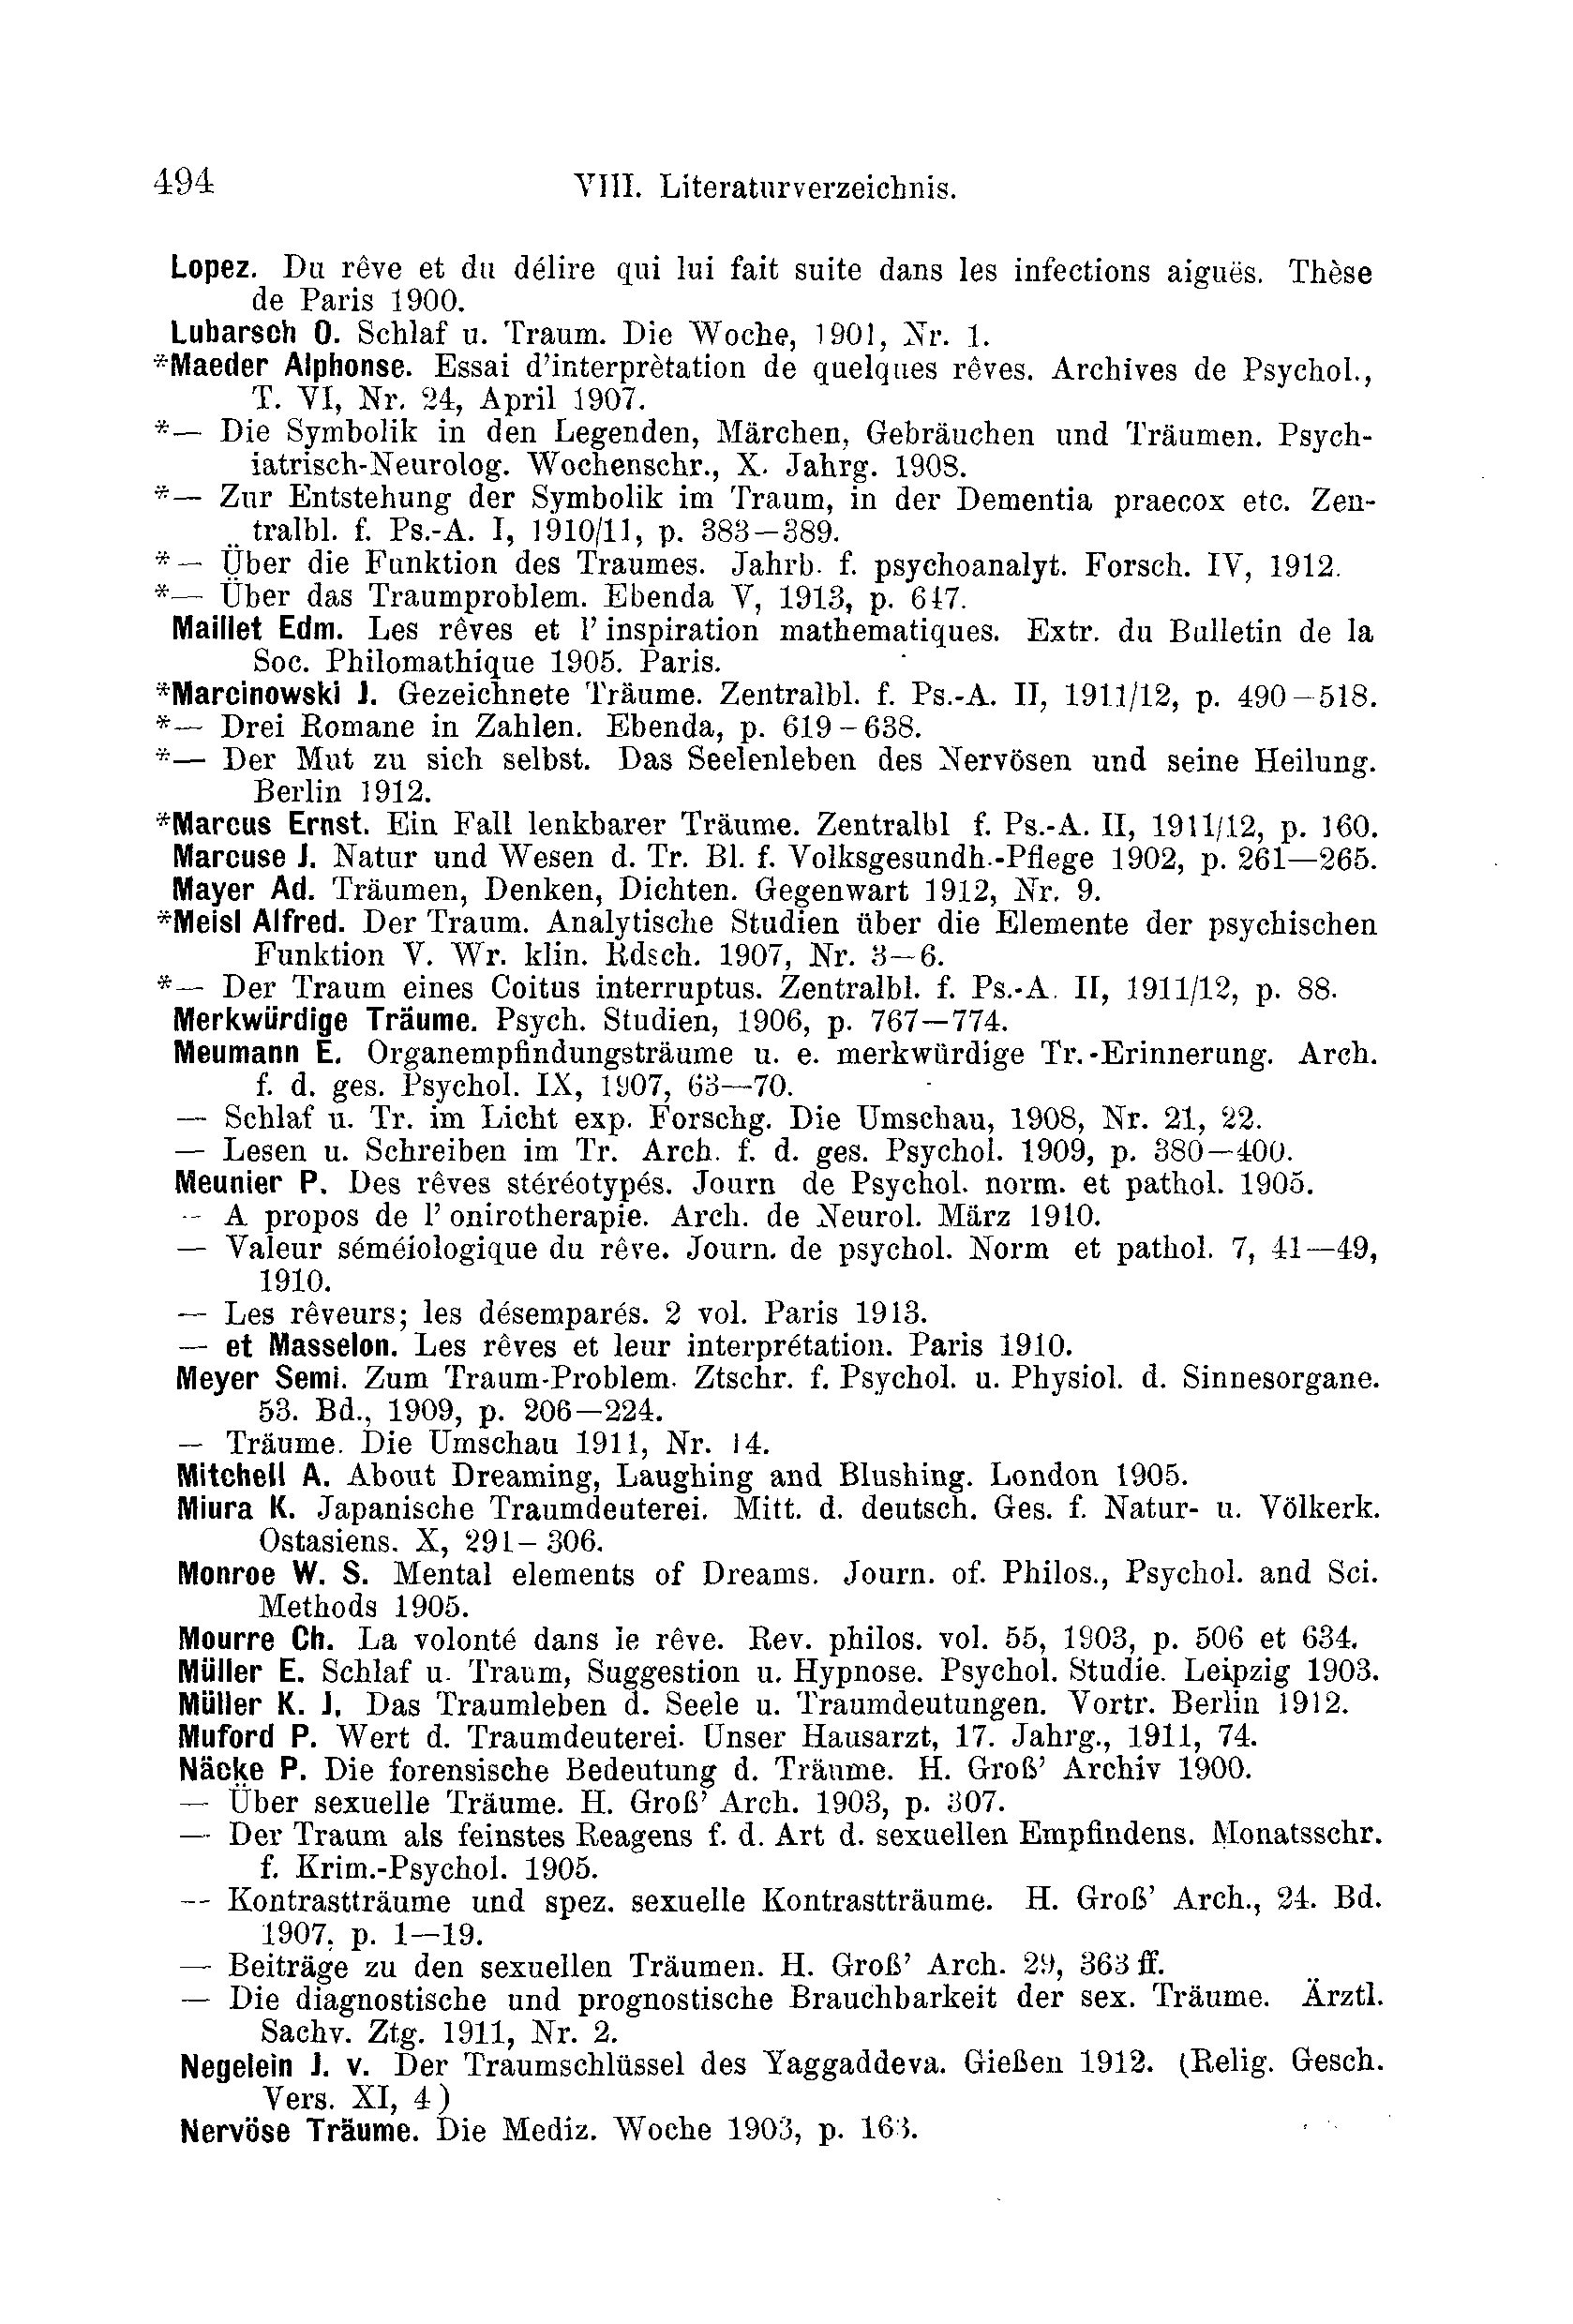 494
VIII. Literaturverzeichnis.
Lopez. Du rêve et du délire qui lui fait suite dans les infections aiguës. Thèse
de Paris 1900.
Lubarsch O. Schlaf u. Traum. Die Woche, 1901, Nr. 1.
*Maeder Alphonse. Essai d'interprètation de quelques rêves. Archives de Psychol.,
T. VI, Nr. 24, April 1907.
*— Die Symbolik in den Legenden, Märchen, Gebräuchen und Träumen. Psych-
iatrisch-Neurolog. Wochenschr., X. Jahrg. 1908.
*— Zur Entstehung der Symbolik im Traum, in der Dementia praecox etc. Zen-
tralbl. f. Ps.-A. I, 1910/11, p. 383—389.
*— Über die Funktion des Traumes. Jahrb. f. psychoanalyt. Forsch. IV, 1912.
*— Über das Traumproblem. Ebenda V, 1913, p. 647.
Maillet Edm. Les rêves et l' inspiration mathematiques. Extr. du Bulletin de la
Soc. Philomathique 1905. Paris.
*Marcinowski J. Gezeichnete Träume. Zentralbl. f. Ps.-A. II, 1911/12, p. 490—518.
*— Drei Romane in Zahlen. Ebenda, p. 619—638.
*— Der Mut zu sich selbst. Das Seelenleben des Nervösen und seine Heilung.
Berlin 1912.
*Marcus Ernst. Ein Fall lenkbarer Träume. Zentralbl f. Ps.-A. II, 1911/12, p. 160.
Marcuse J. Natur und Wesen d. Tr. Bl. f. Volksgesundh.-Pflege 1902, p. 261—265.
Mayer Ad. Träumen, Denken, Dichten. Gegenwart 1912, Nr. 9.
*Meisl Alfred. Der Traum. Analytische Studien über die Elemente der psychischen
Funktion V. Wr. klin. Rdsch. 1907, Nr. 3—6.
*— Der Traum eines Coitus interruptus. Zentralbl. f. Ps.-A. II, 1911/12, p. 88.
Merkwürdige Träume. Psych. Studien, 1906, p. 767—774.
Meumann E. Organempfindungsträume u. e. merkwürdige Tr.-Erinnerung. Arch.
f. d. ges. Psychol. IX, 1907, 63—70.
— Schlaf u. Tr. im Licht exp. Forschg. Die Umschau, 1908, Nr. 21, 22.
— Lesen u. Schreiben im Tr. Arch. f. d. ges. Psychol. 1909, p. 380—400.
Meunier P. Des rêves stéréotypés. Journ de Psychol. norm. et pathol. 1905.
— A propos de l' onirotherapie. Arch. de Neurol. März 1910.
— Valeur séméiologique du rêve. Journ. de psychol. Norm et pathol. 7, 41—49,
1910.
— Les rêveurs; les désemparés. 2 vol. Paris 1913.
— et Masselon. Les rêves et leur interprétation. Paris 1910.
Meyer Semi. Zum Traum-Problem. Ztschr. f. Psychol. u. Physiol. d. Sinnesorgane.
53. Bd., 1909, p. 206—224.
— Träume. Die Umschau 1911, Nr. 14.
Mitchell A. About Dreaming, Laughing and Blushing. London 1905.
Miura K. Japanische Traumdeuterei. Mitt. d. deutsch. Ges. f. Natur- u. Völkerk.
Ostasiens. X, 291—306.
Monroe W. S. Mental elements of Dreams. Journ. of. Philos., Psychol. and Sci.
Methods 1905.
Mourre Ch. La volonté dans le rêve. Rev. philos. vol. 55, 1903, p. 506 et 634.
Müller E. Schlaf u. Traum, Suggestion u. Hypnose. Psychol. Studie. Leipzig 1903.
Müller K. J. Das Traumleben d. Seele u. Traumdeutungen. Vortr. Berlin 1912.
Muford P. Wert d. Traumdeuterei. Unser Hausarzt, 17. Jahrg., 1911, 74.
Näcke P. Die forensische Bedeutung d. Träume. H. Groß' Archiv 1900.
— Über sexuelle Träume. H. Groß' Arch. 1903, p. 307.
— Der Traum als feinstes Reagens f. d. Art d. sexuellen Empfindens. Monatsschr.
f. Krim.-Psychol. 1905.
— Kontrastträume und spez. sexuelle Kontrastträume. H. Groß' Arch., 24. Bd.
1907, p. 1—19.
— Beiträge zu den sexuellen Träumen. H. Groß' Arch. 29, 363 ff.
— Die diagnostische und prognostische Brauchbarkeit der sex. Träume. Ärztl.
Sachv. Ztg. 1911, Nr. 2.
Negelein J. v. Der Traumschlüssel des Yaggaddeva. Gießen 1912. (Relig. Gesch.
Vers. XI, 4)
Nervöse Träume. Die Mediz. Woche 1903, p. 163.